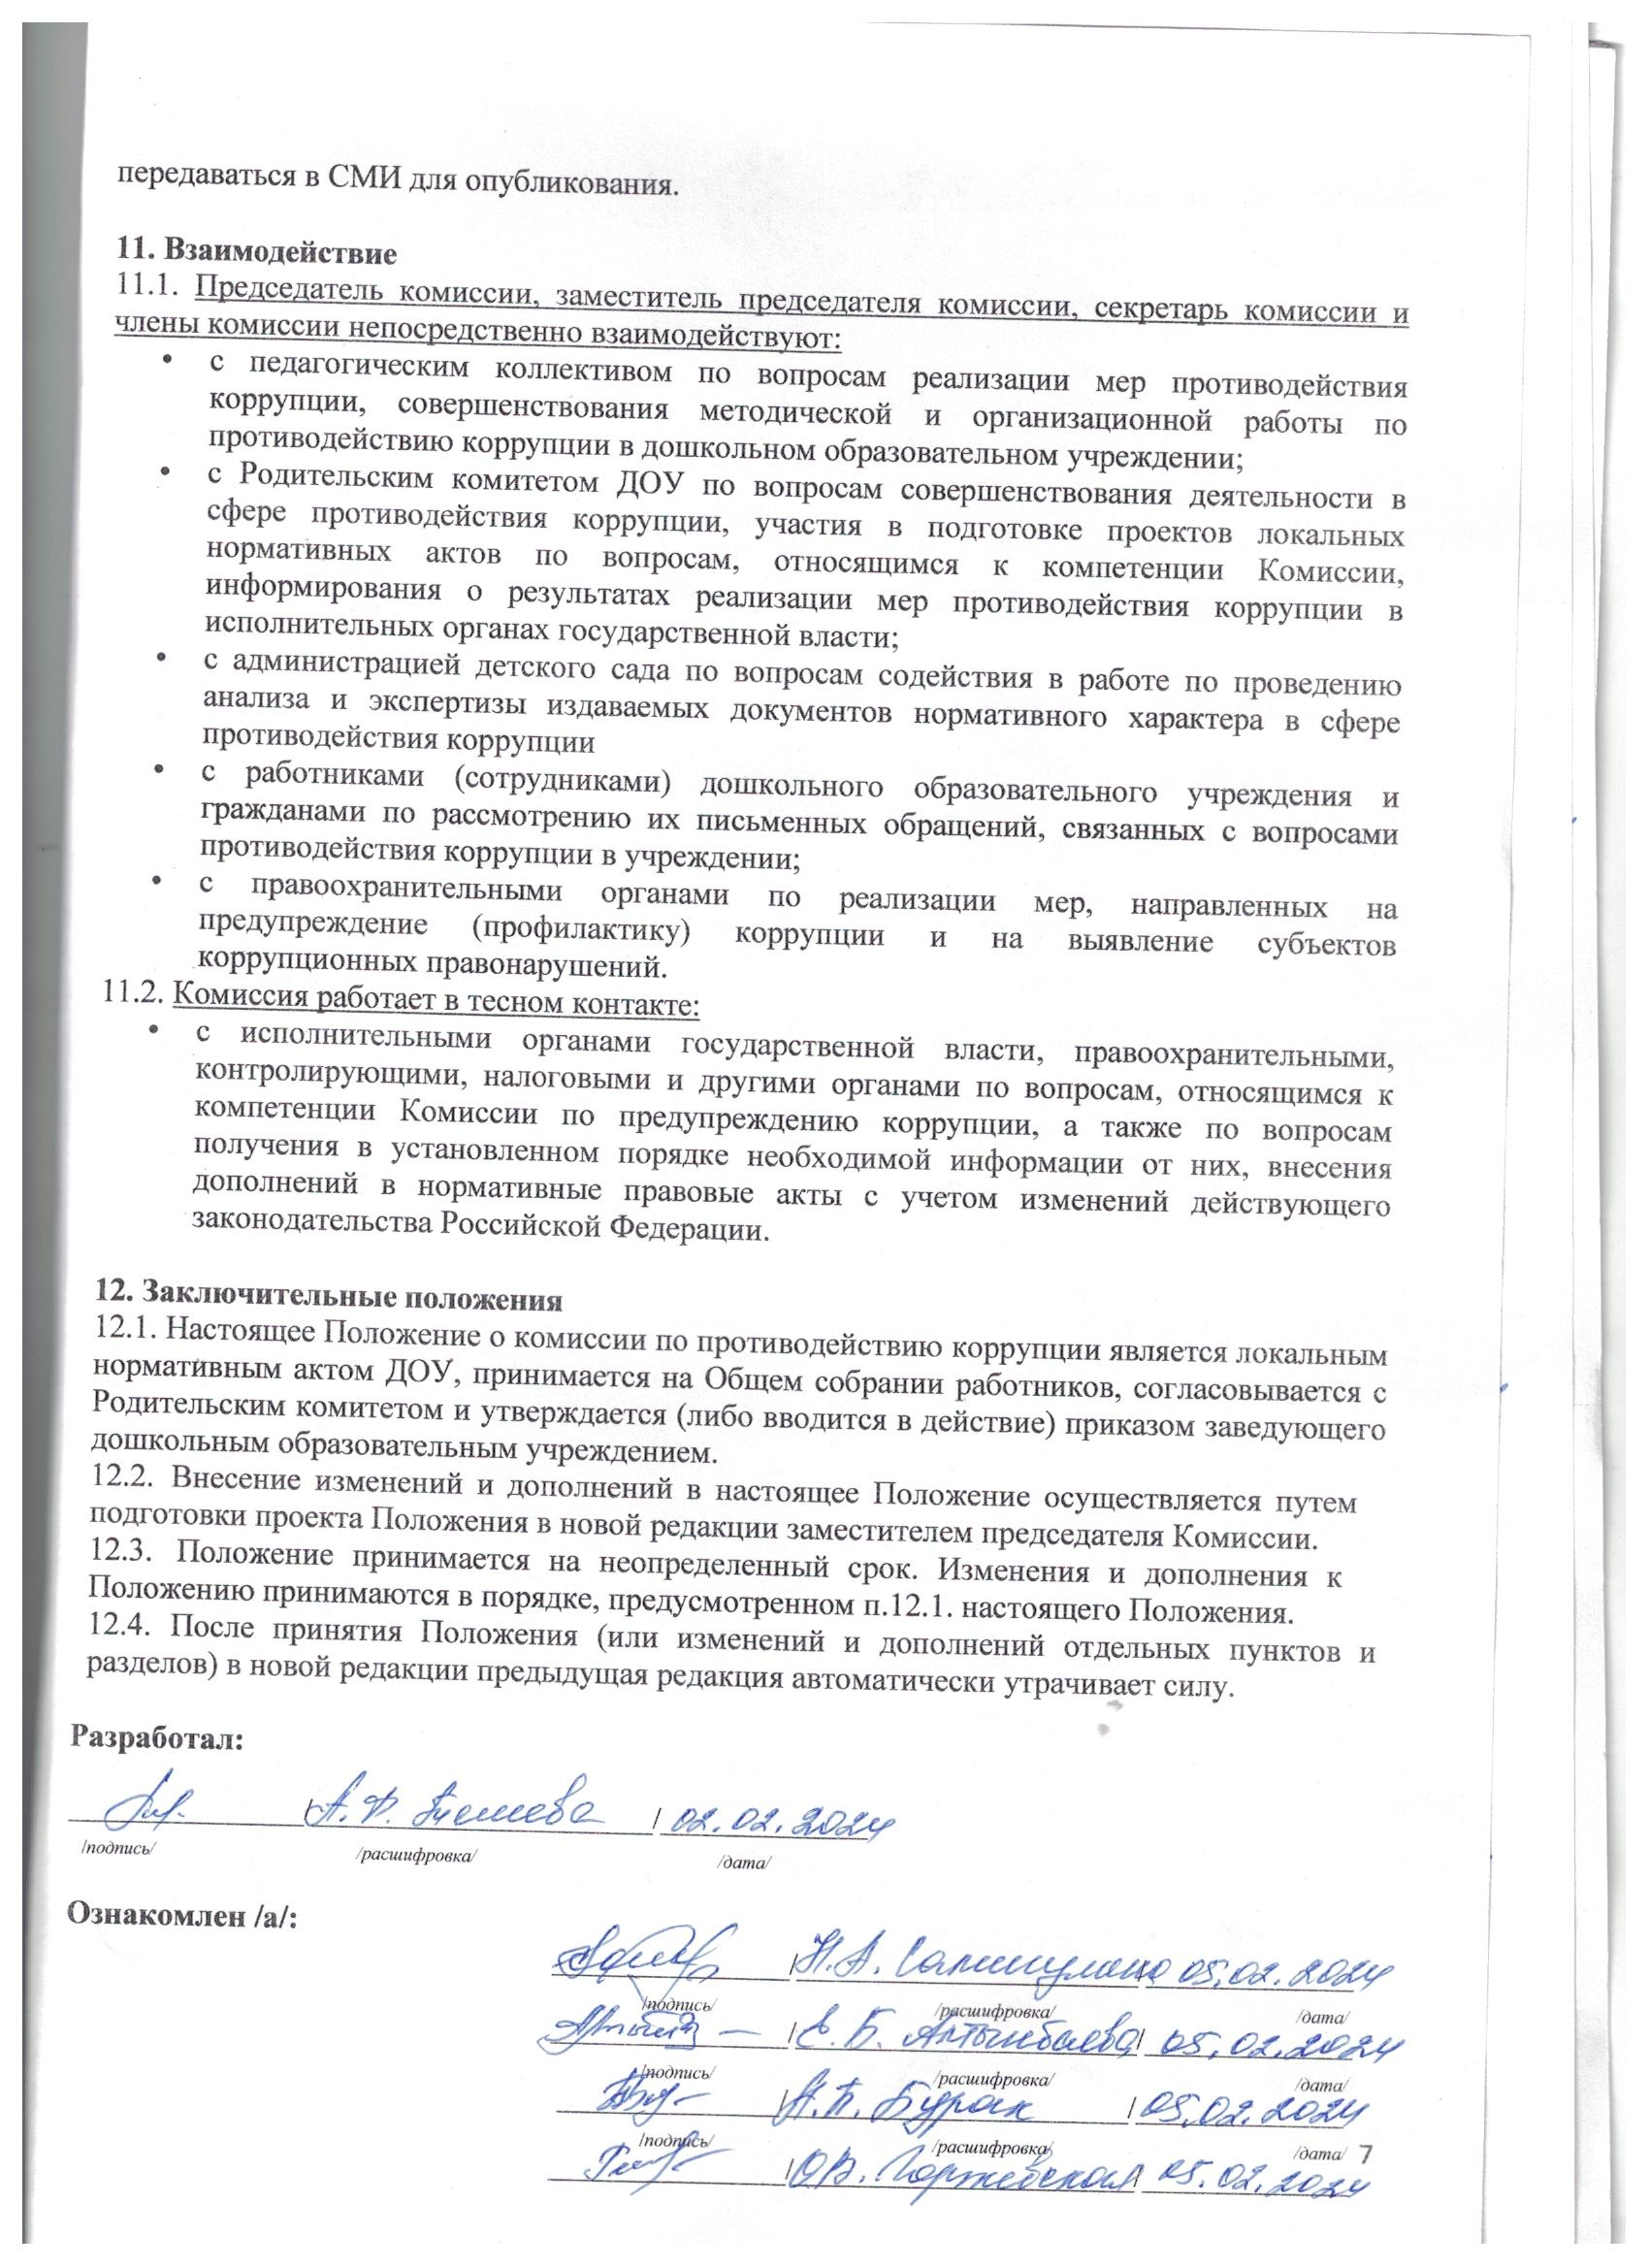 передаваться в СМИ для опубликования.
11. Взаимодействие
11.1. Председатель комиссии, заместитель председателя комиссии, секретарь комиссии и
члены комиссии непосредственно взаимодействуют:
• с педагогическим коллективом по вопросам реализации мер противодействия
коррупции, совершенствования методической и организационной работы по
противодействию коррупции в дошкольном образовательном учреждении;
• с Родительским комитетом ДОУ по вопросам совершенствования деятельности в
сфере противодействия коррупции, участия в подготовке проектов локальных
нормативных актов по вопросам, относящимся к компетенции Комиссии,
информирования о результатах реализации мер противодействия коррупции в
исполнительных органах государственной власти;
• с администрацией детского сада по вопросам содействия в работе по проведению
анализа и экспертизы издаваемых документов нормативного характера в сфере
противодействия коррупции
• с работниками (сотрудниками) дошкольного образовательного учреждения и
гражданами по рассмотрению их письменных обращений, связанных с вопросами
противодействия коррупции в учреждении;
• с правоохранительными органами по реализации мер, направленных на
предупреждение (профилактику) коррупции и на выявление субъектов
коррупционных правонарушений.
11.2. Комиссия работает в тесном контакте:
• с исполнительными органами государственной власти, правоохранительными,
контролирующими, налоговыми и другими органами по вопросам, относящимся к
компетенции Комиссии по предупреждению коррупции, а также по вопросам
получения в установленном порядке необходимой информации от них, внесения
дополнений в нормативные правовые акты с учетом изменений действующего
законодательства Российской Федерации.
12. Заключительные положения
12.1. Настоящее Положение о комиссии по противодействию коррупции является локальным
нормативным актом ДОУ, принимается на Общем собрании работников, согласовывается с
Родительским комитетом и утверждается (либо вводится в действие) приказом заведующего
дошкольным образовательным учреждением.
12.2. Внесение изменений и дополнений в настоящее Положение осуществляется путем
подготовки проекта Положения в новой редакции заместителем председателя Комиссии.
12.3. Положение принимается на неопределенный срок. Изменения и дополнения к
Положению принимаются в порядке, предусмотренном п.12.1. настоящего Положения.
12.4. После принятия Положения (или изменений и дополнений отдельных пунктов и
разделов) в новой редакции предыдущая редакция автоматически утрачивает силу.
Разработал:
/А.Ф. / 02.02.2024
/подпись/ /расшифровка/ /дата/
Ознакомлен /а/:
/ Н.А. 05.02.2024
/подпись/ /расшифровка/ /дата/
/ Е.Б. Алтынбаева/ 05.02.2024
/подпись/ /расшифровка/ /дата/
/ Бурак / 05.02.2024
/подпись/ /расшифровка/ /дата/ 7
/ О.В. Горжевская/ 05.02.2024